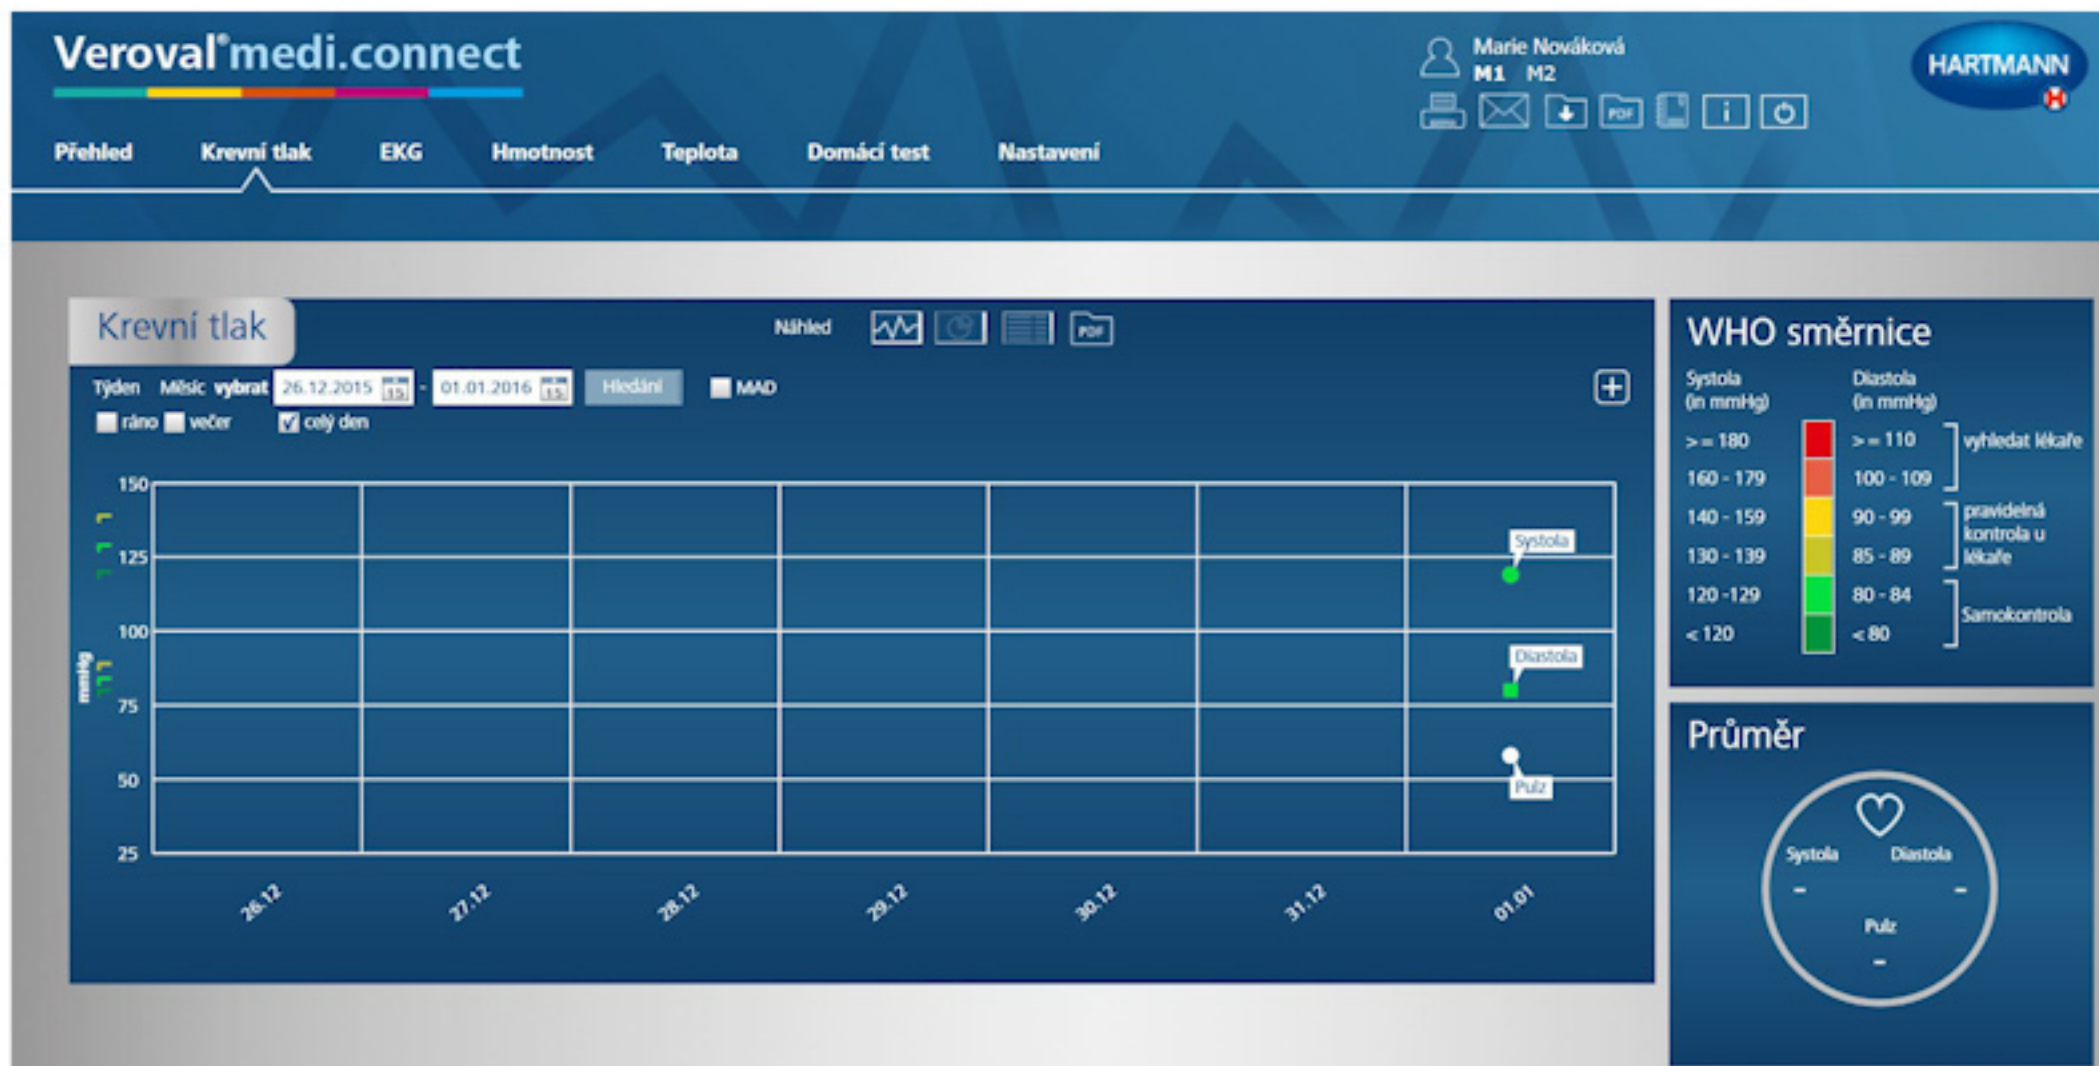 Veroval®medi.connect
Marie Nováková
M1 M2
HARTMANN
PDF
i
Přehled Krevní tlak EKG Hmotnost Teplota Domácí test Nastavení
Krevní tlak
Náhled
PDF
Týden Měsíc vybrat 26.12.2015 15 - 01.01.2016 15 Hledání MAD
ráno večer celý den
150
125
100
75
50
25
mmHg
Systola
Diastola
Pulz
26.12 27.12 28.12 29.12 30.12 31.12 01.01
WHO směrnice
Systola Diastola
(in mmHg) (in mmHg)
> = 180 > = 110 vyhledat lékaře
160 - 179 100 - 109
140 - 159 90 - 99 pravidelná
kontrola u
130 - 139 85 - 89 lékaře
120 -129 80 - 84
Samokontrola
< 120 < 80
Průměr
Systola Diastola
- -
Pulz
-